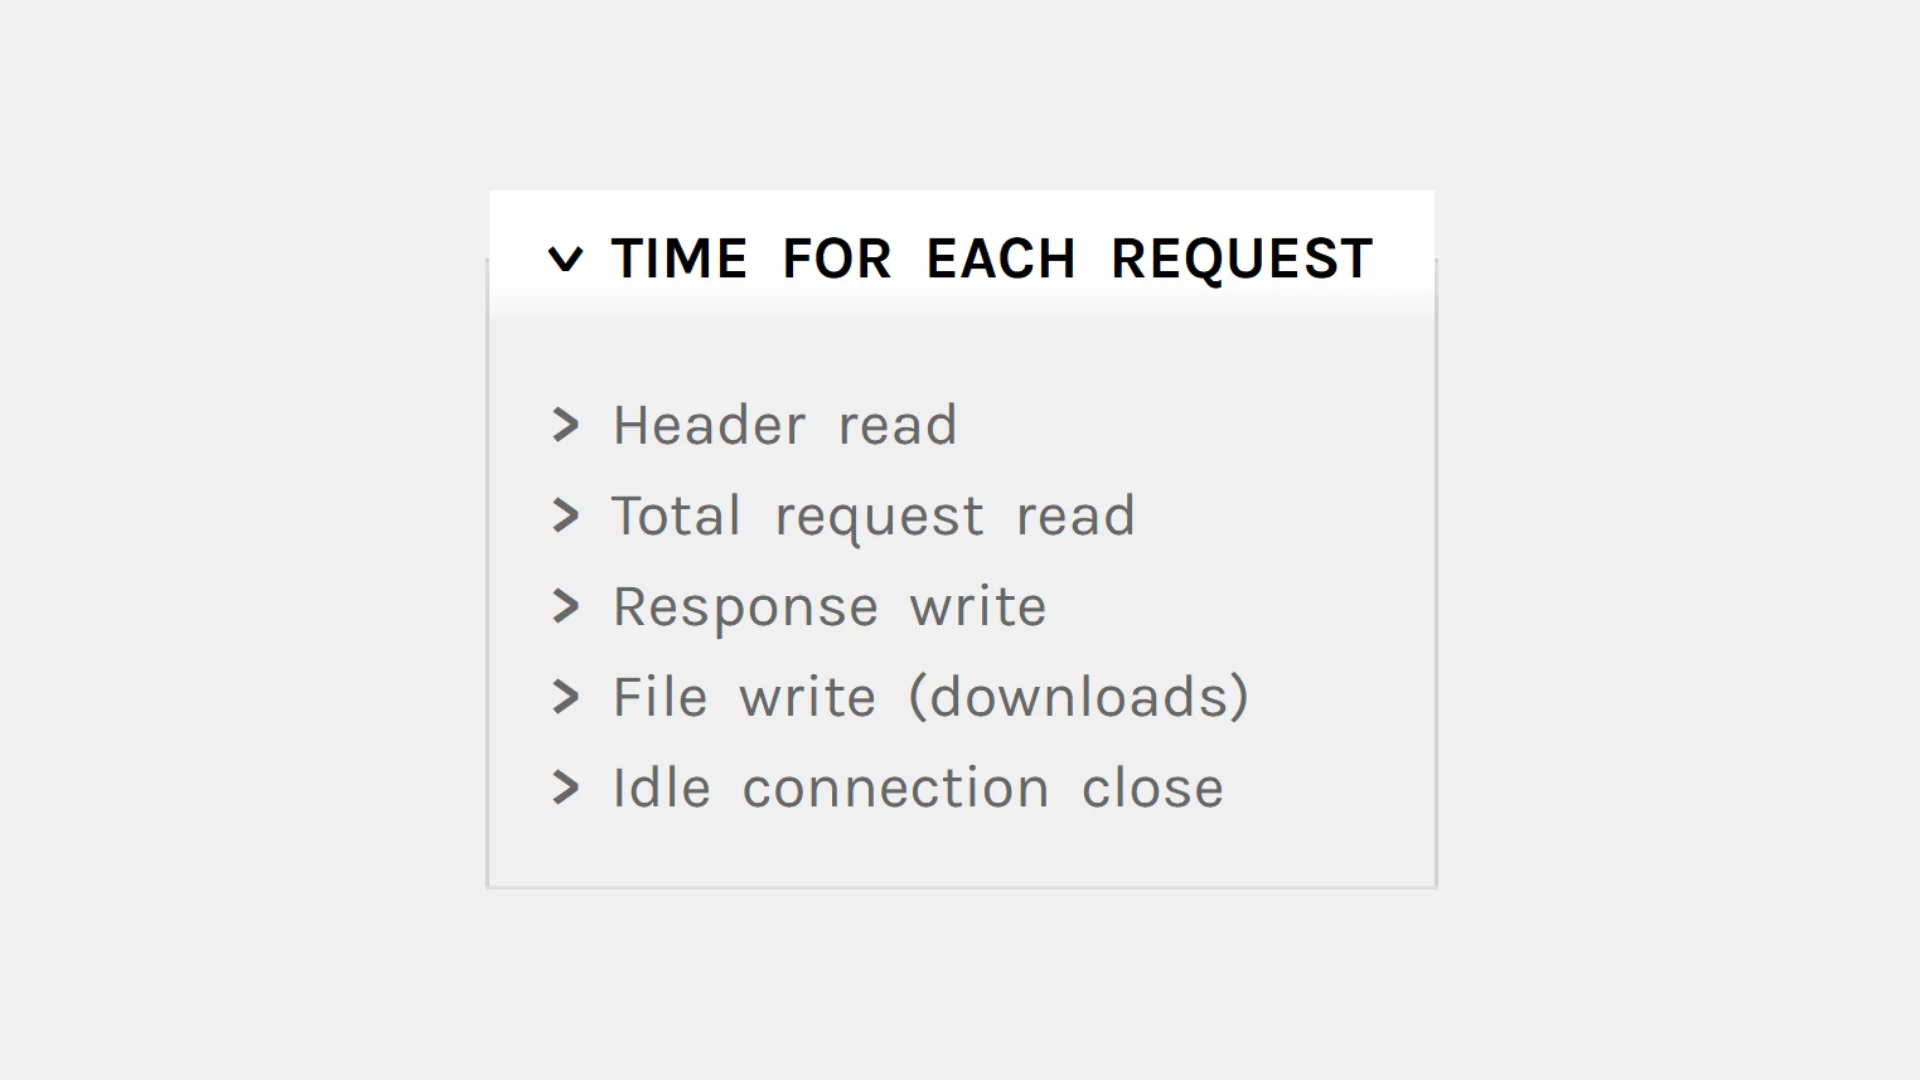 TIME FOR EACH REQUEST
> Header read
> Total request read
> Response write
> File write (downloads)
> Idle connection close